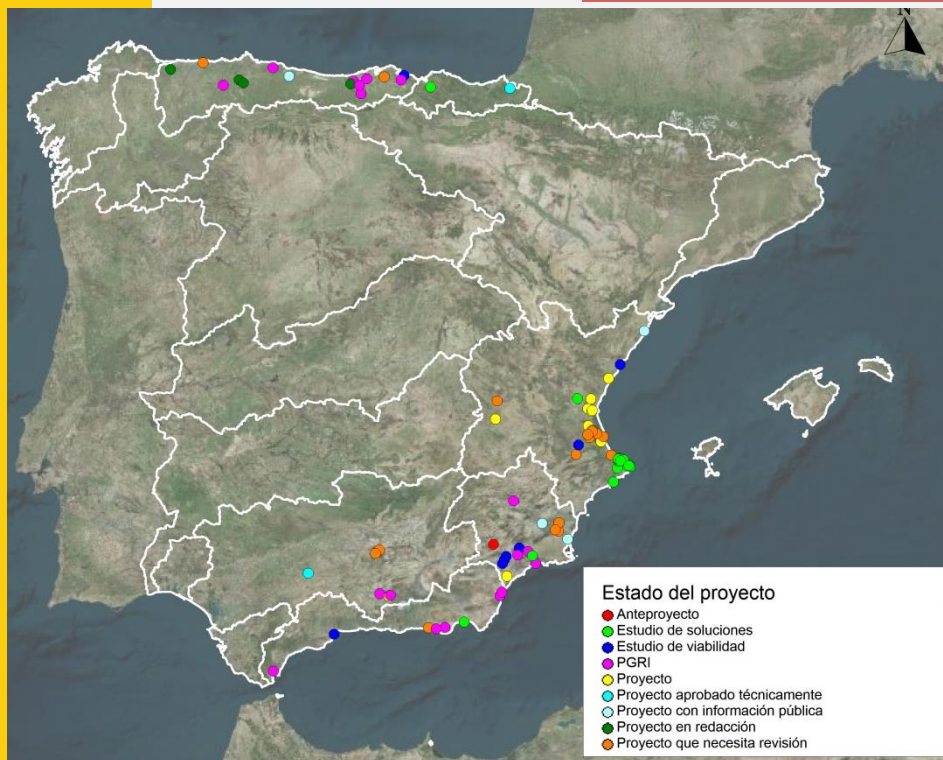 N
Estado del proyecto
Anteproyecto
Estudio de soluciones
Estudio de viabilidad
PGRI
Proyecto
Proyecto aprobado técnicamente
Proyecto con información pública
Proyecto en redacción
Proyecto que necesita revisión